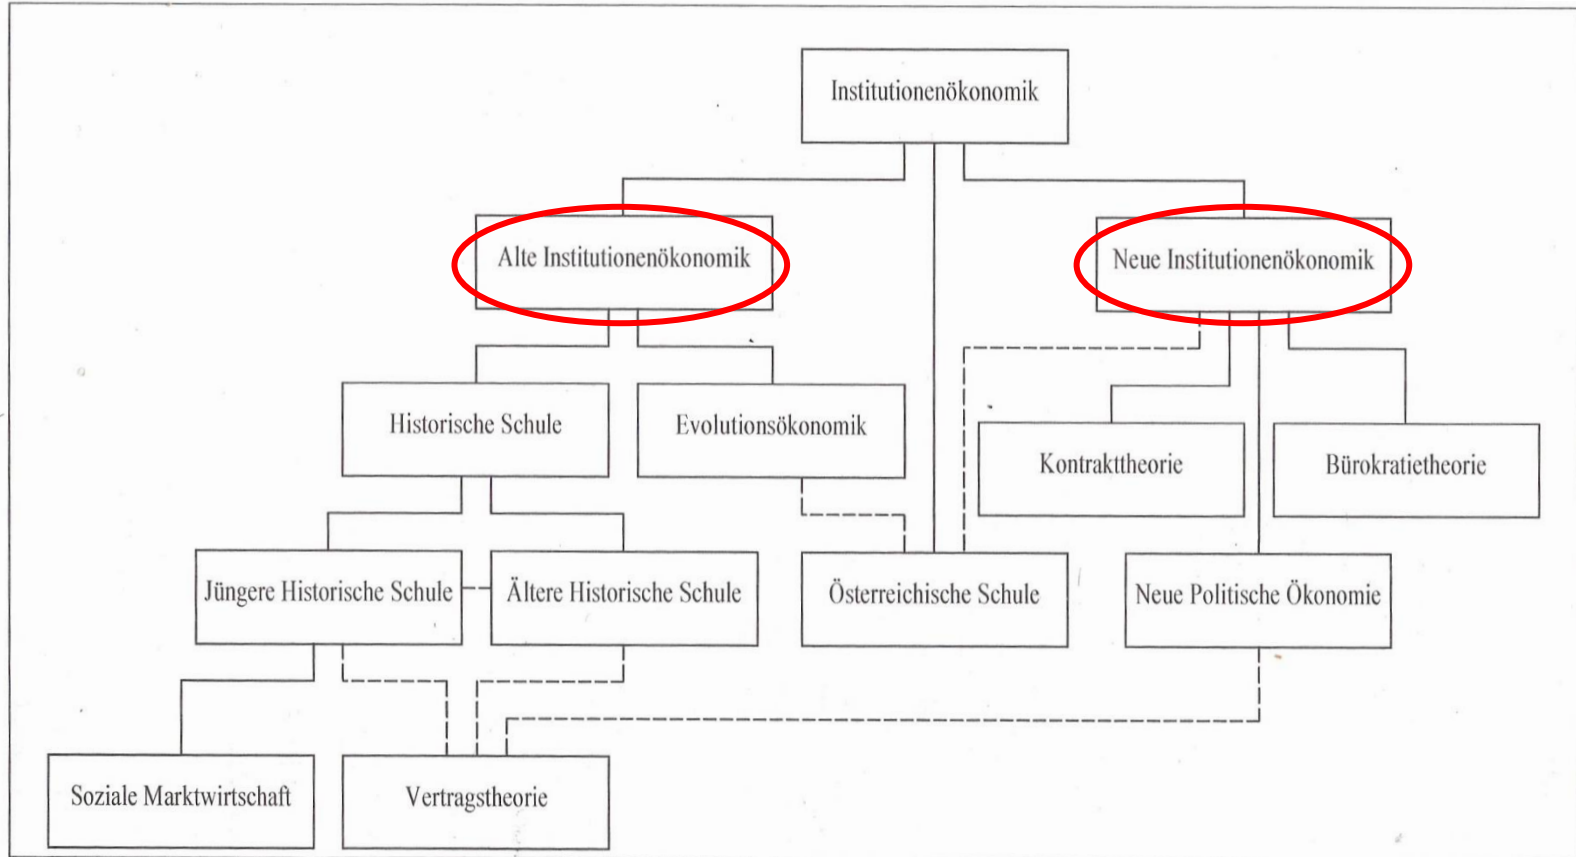 Institutionenökonomik
Alte Institutionenökonomik
Neue Institutionenökonomik
Historische Schule
Evolutionsökonomik
Kontrakttheorie
Bürokratietheorie
Jüngere Historische Schule
Ältere Historische Schule
Österreichische Schule
Neue Politische Ökonomie
Soziale Marktwirtschaft
Vertragstheorie